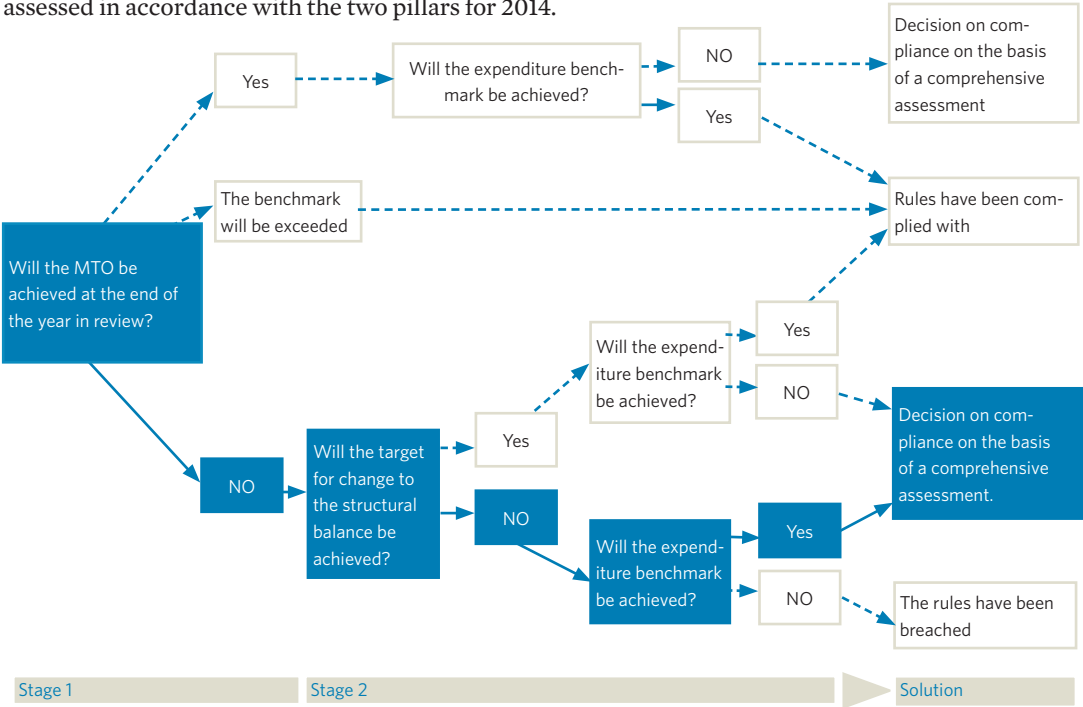 assessed in accordance with the two pillars for 2014.
Yes
Will the expenditure bench-
mark be achieved?
NO
Yes
Decision on com-
pliance on the basis
of a comprehensive
assessment
The benchmark
will be exceeded
Rules have been com-
plied with
Will the MTO be
achieved at the end of
the year in review?
NO
Will the target
for change to
the structural
balance be
achieved?
Yes
NO
Will the expend-
iture benchmark
be achieved?
Yes
NO
Decision on com-
pliance on the basis
of a comprehensive
assessment.
Will the expend-
iture benchmark
be achieved?
Yes
NO
The rules have been
breached
Stage 1
Stage 2
Solution